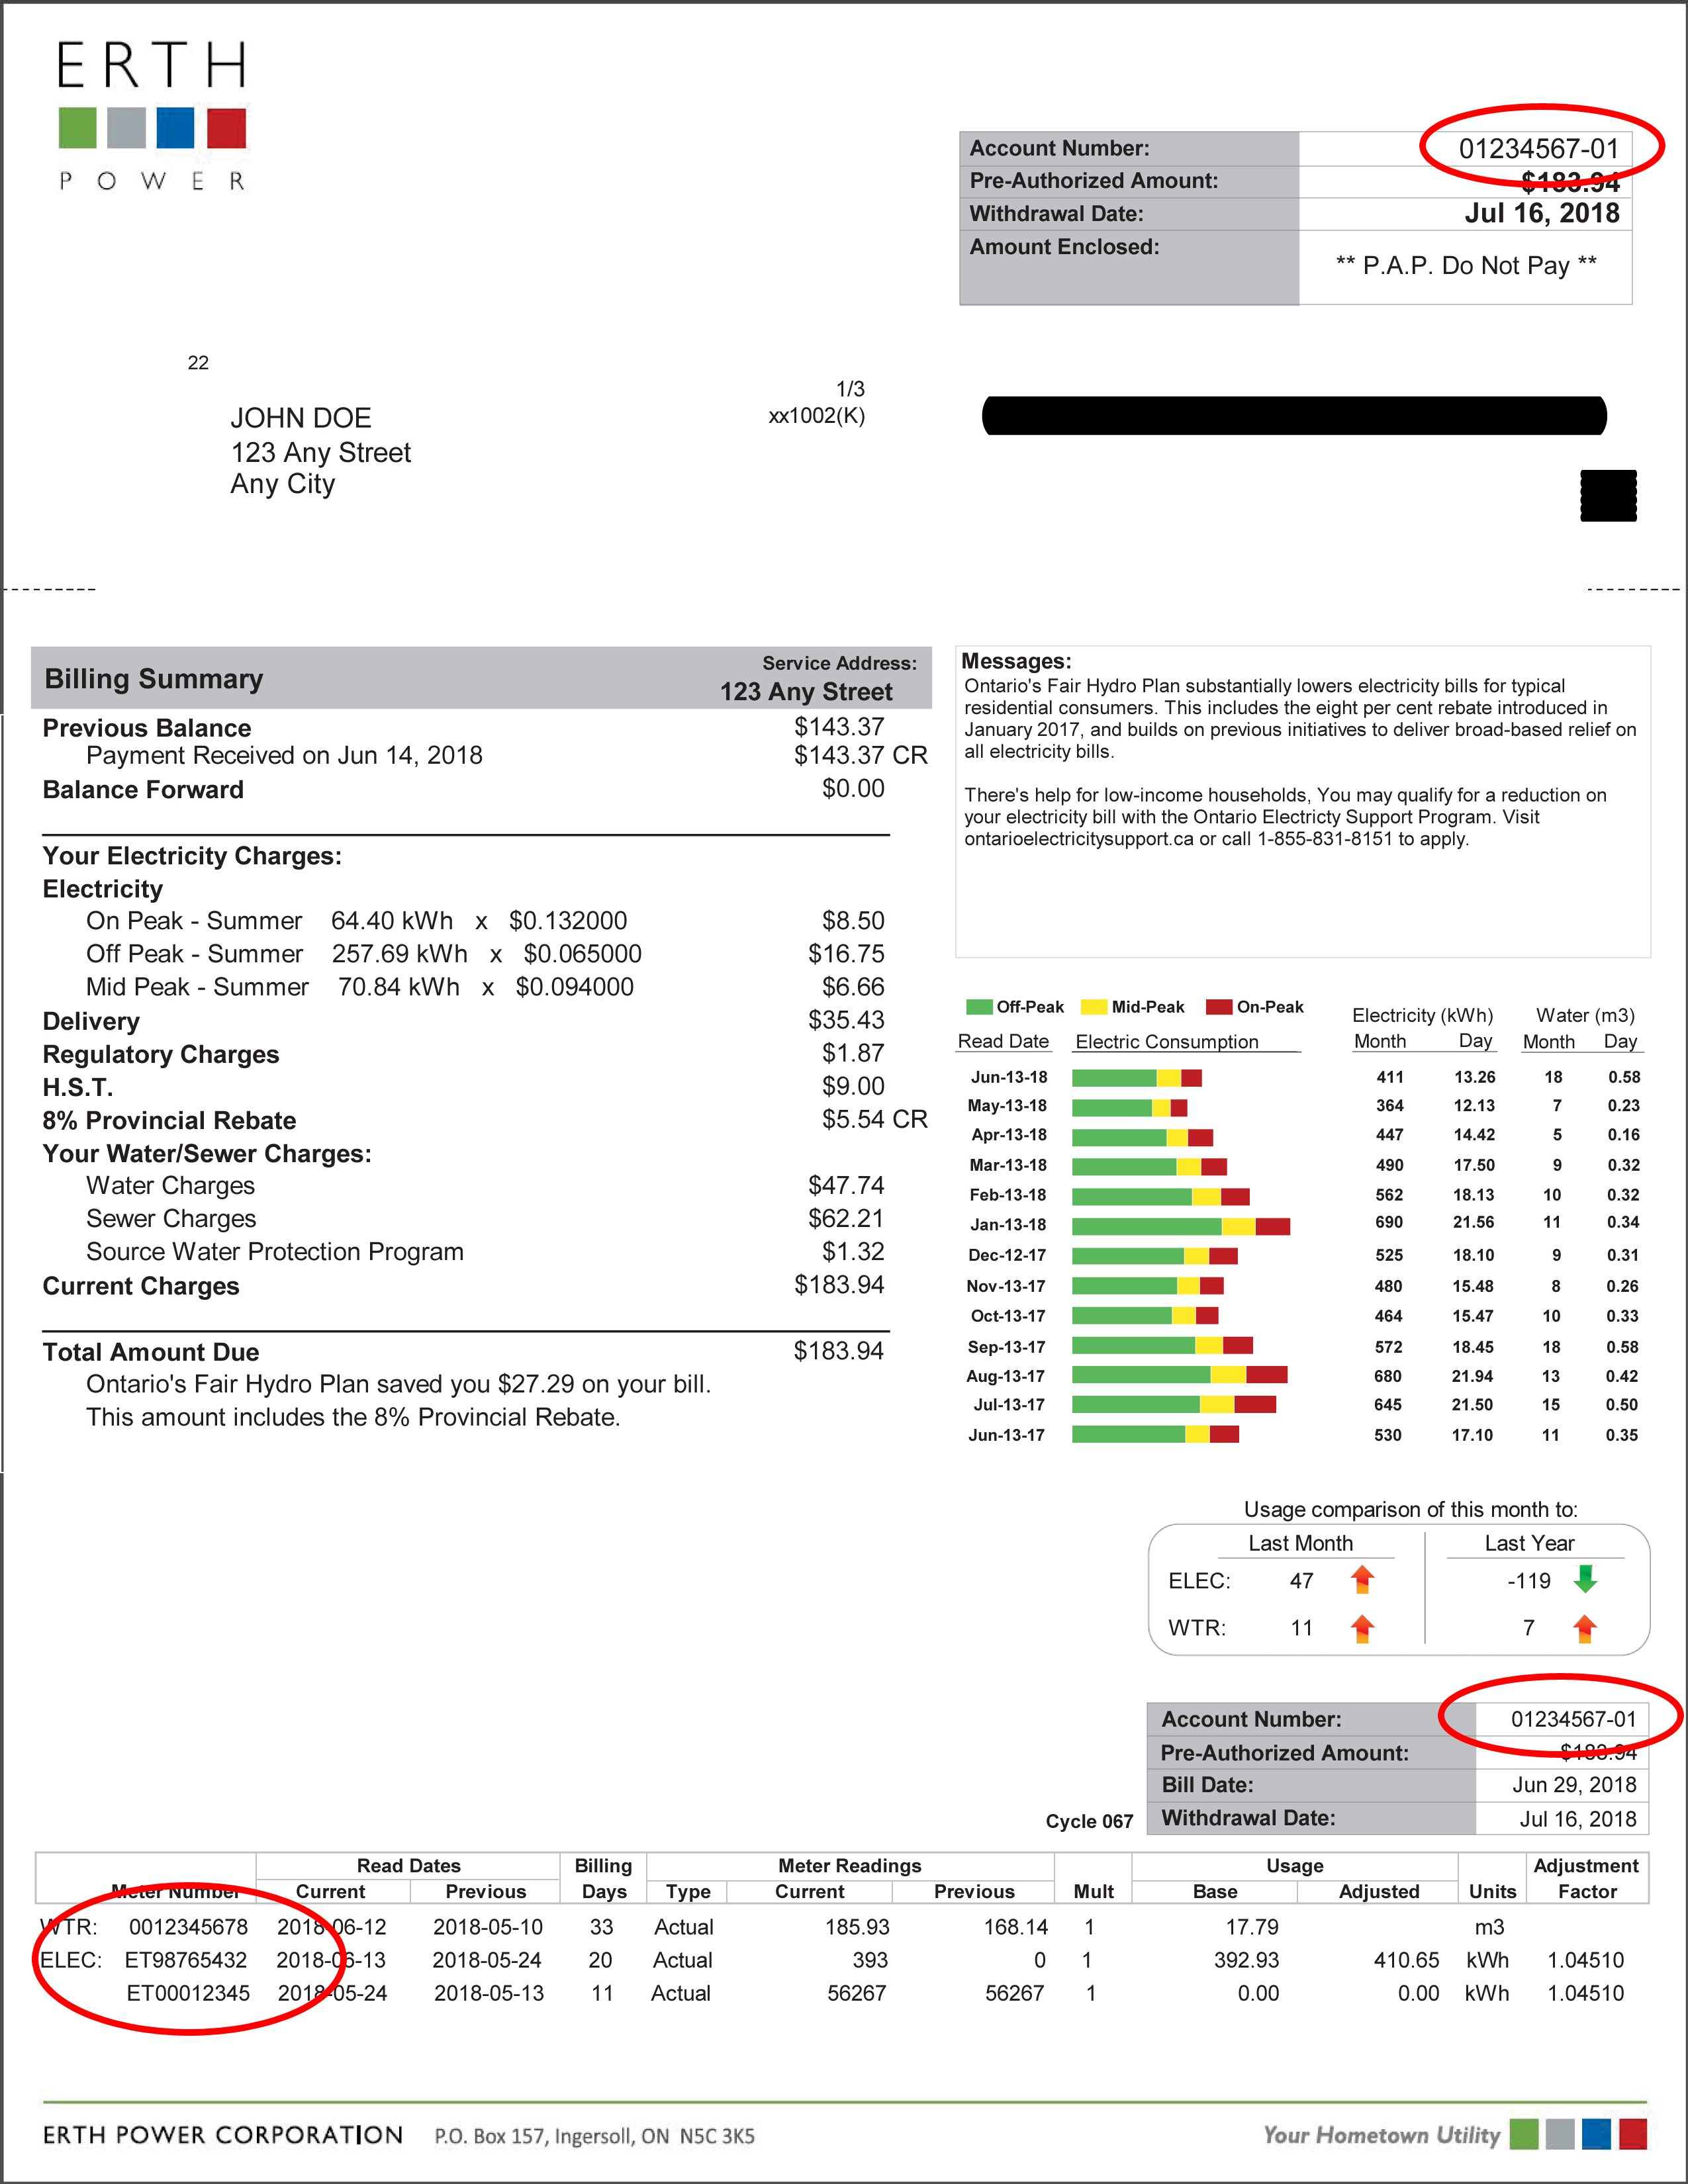 ERTH
POWER
Account Number: 01234567-01
Pre-Authorized Amount: $183.94
Withdrawal Date: Jul 16, 2018
Amount Enclosed:
** P.A.P. Do Not Pay **
22
1/3
JOHN DOE xx1002(K)
123 Any Street
Any City
Billing Summary Service Address:
123 Any Street
Previous Balance $143.37
Payment Received on Jun 14, 2018 $143.37 CR
Balance Forward $0.00
Your Electricity Charges:
Electricity
On Peak - Summer 64.40 kWh x $0.132000 $8.50
Off Peak - Summer 257.69 kWh x $0.065000 $16.75
Mid Peak - Summer 70.84 kWh x $0.094000 $6.66
Delivery $35.43
Regulatory Charges $1.87
H.S.T. $9.00
8% Provincial Rebate $5.54 CR
Your Water/Sewer Charges:
Water Charges $47.74
Sewer Charges $62.21
Source Water Protection Program $1.32
Current Charges $183.94
Total Amount Due $183.94
Ontario's Fair Hydro Plan saved you $27.29 on your bill.
This amount includes the 8% Provincial Rebate.
Messages:
Ontario's Fair Hydro Plan substantially lowers electricity bills for typical
residential consumers. This includes the eight per cent rebate introduced in
January 2017, and builds on previous initiatives to deliver broad-based relief on
all electricity bills.
There's help for low-income households, You may qualify for a reduction on
your electricity bill with the Ontario Electricty Support Program. Visit
ontarioelectricitysupport.ca or call 1-855-831-8151 to apply.
Off-Peak Mid-Peak On-Peak Electricity (kWh) Water (m3)
Read Date Electric Consumption Month Day Month Day
Jun-13-18 411 13.26 18 0.58
May-13-18 364 12.13 7 0.23
Apr-13-18 447 14.42 5 0.16
Mar-13-18 490 17.50 9 0.32
Feb-13-18 562 18.13 10 0.32
Jan-13-18 690 21.56 11 0.34
Dec-12-17 525 18.10 9 0.31
Nov-13-17 480 15.48 8 0.26
Oct-13-17 464 15.47 10 0.33
Sep-13-17 572 18.45 18 0.58
Aug-13-17 680 21.94 13 0.42
Jul-13-17 645 21.50 15 0.50
Jun-13-17 530 17.10 11 0.35
Usage comparison of this month to:
Last Month Last Year
ELEC: 47 -119
WTR: 11 7
Account Number: 01234567-01
Pre-Authorized Amount: $183.94
Bill Date: Jun 29, 2018
Cycle 067 Withdrawal Date: Jul 16, 2018
Read Dates Billing Meter Readings Usage Adjustment
Meter Number Current Previous Days Type Current Previous Mult Base Adjusted Units Factor
WTR: 0012345678 2018-06-12 2018-05-10 33 Actual 185.93 168.14 1 17.79 m3
ELEC: ET98765432 2018-06-13 2018-05-24 20 Actual 393 0 1 392.93 410.65 kWh 1.04510
ET00012345 2018-05-24 2018-05-13 11 Actual 56267 56267 1 0.00 0.00 kWh 1.04510
ERTH POWER CORPORATION P.O. Box 157, Ingersoll, ON N5C 3K5 Your Hometown Utility